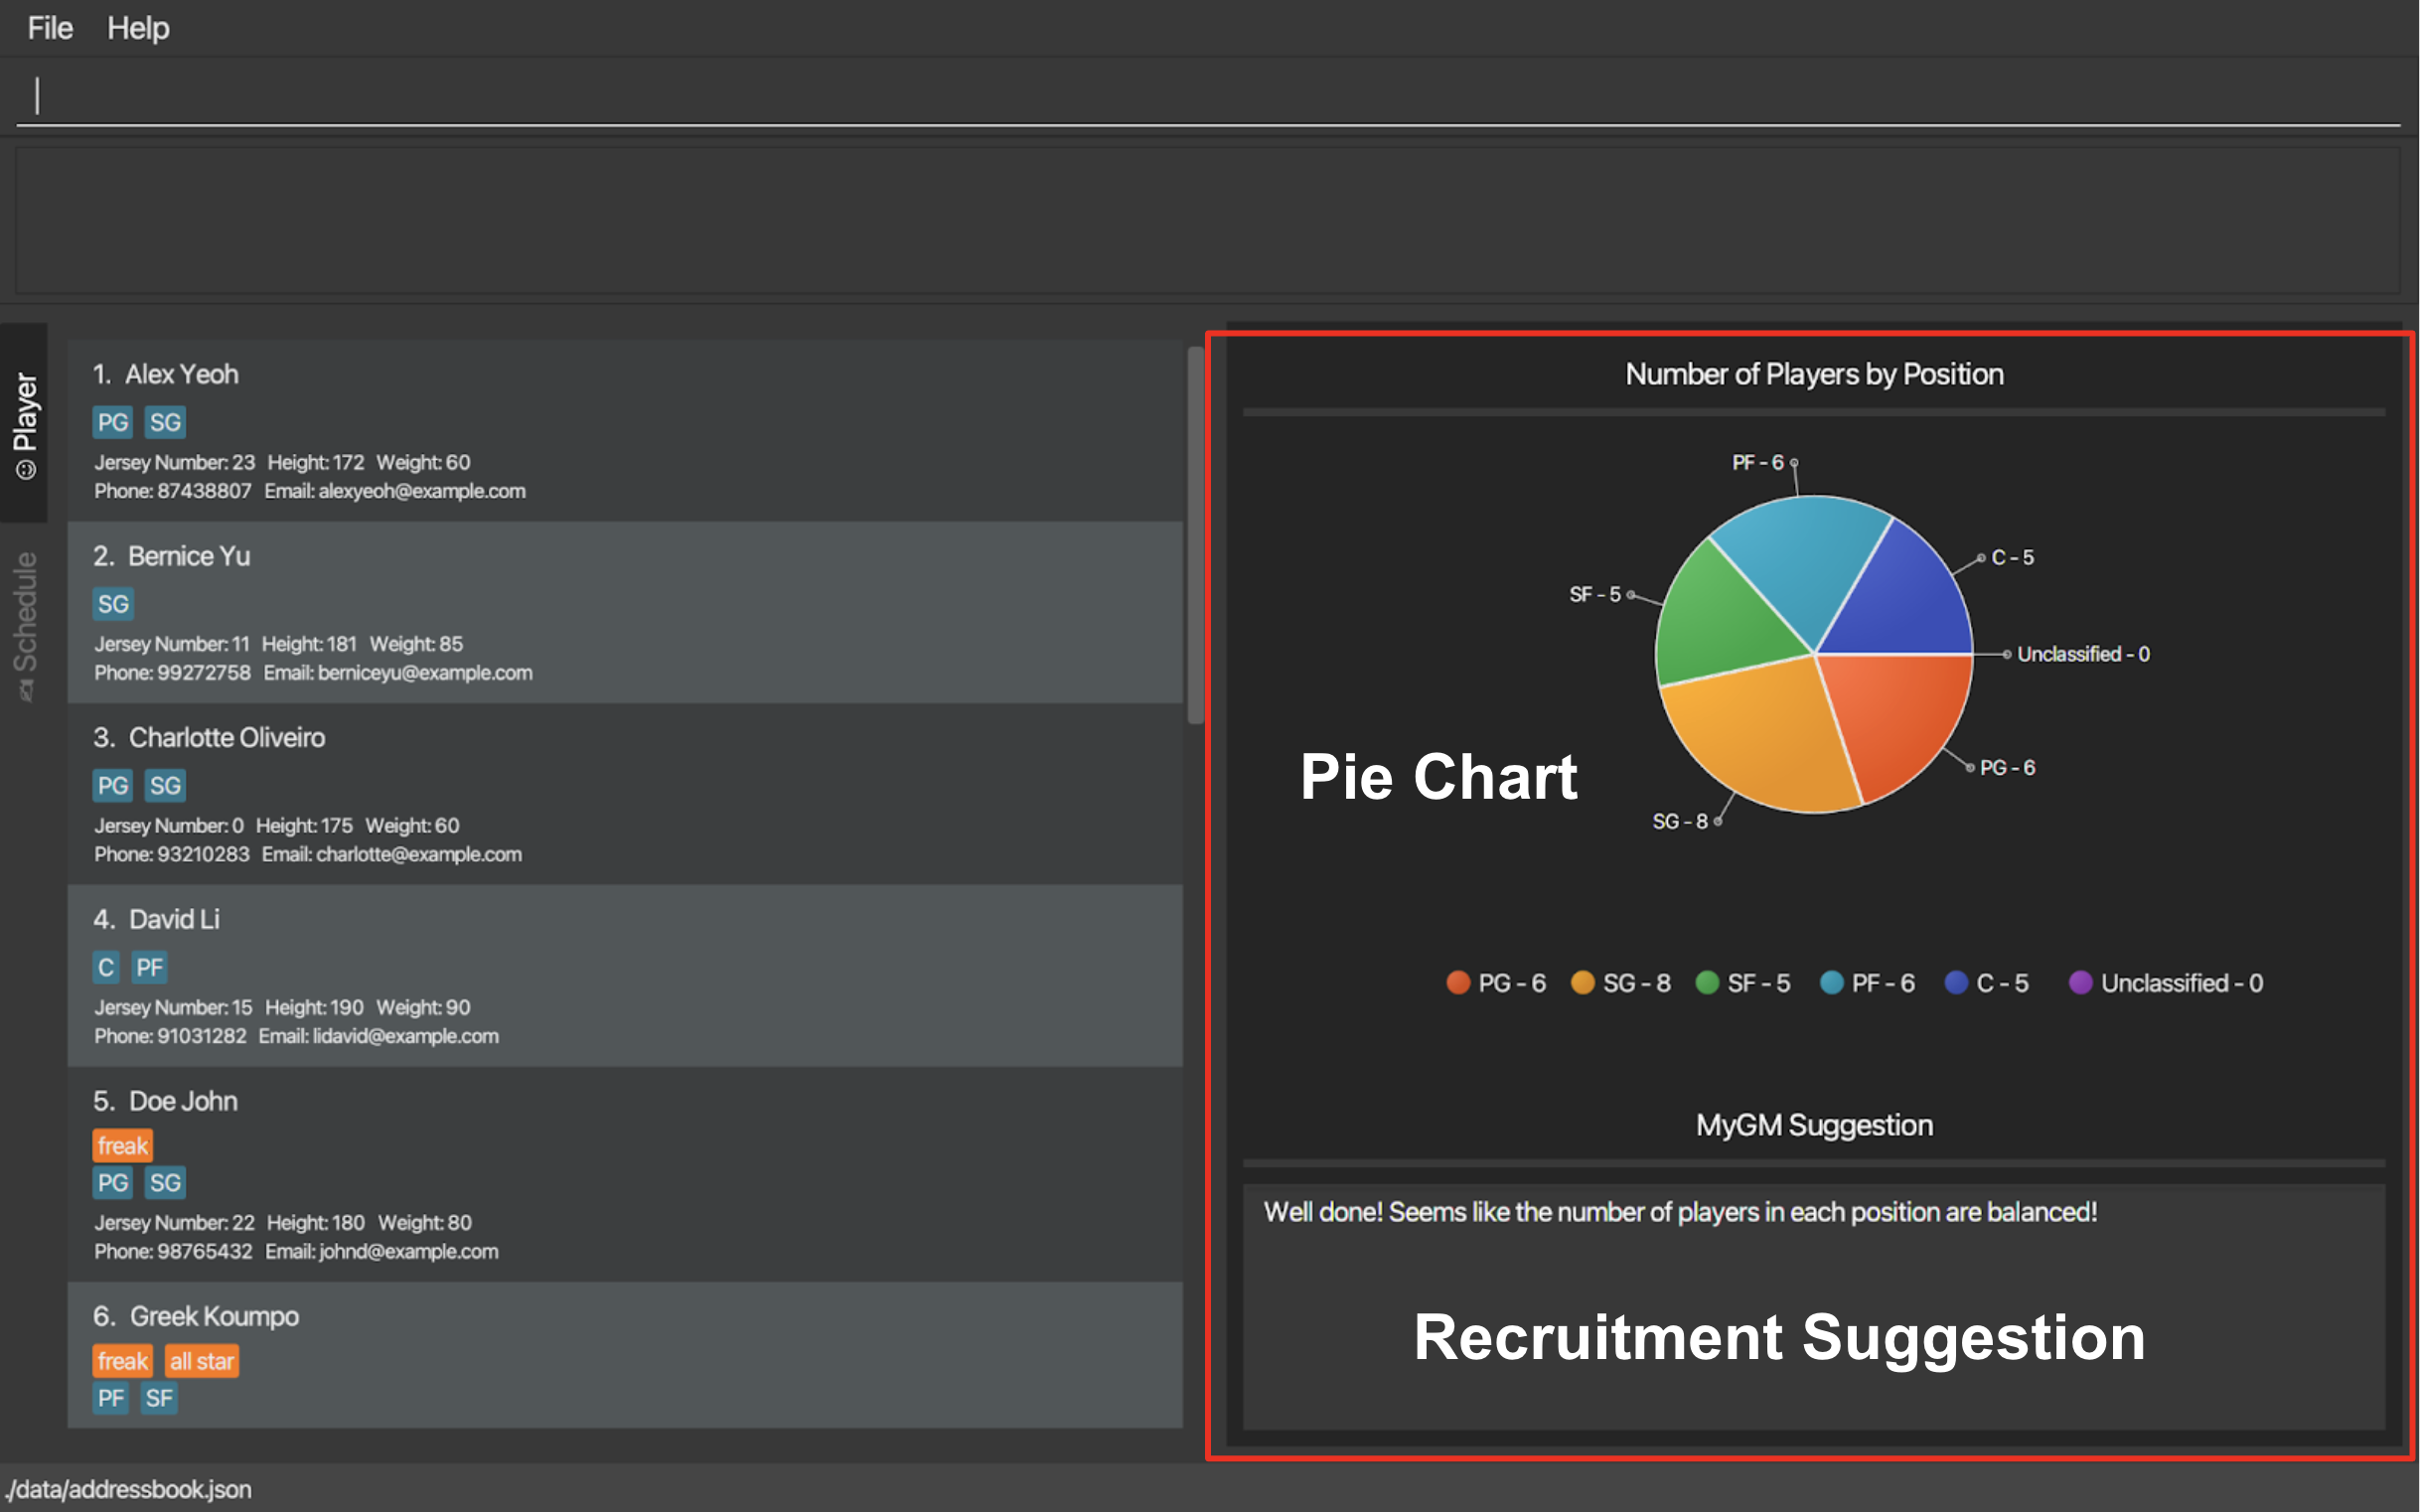 File Help
Player
Schedule
1. Alex Yeoh
PG SG
Jersey Number: 23 Height: 172 Weight: 60
Phone: 87438807 Email: alexyeoh@example.com
2. Bernice Yu
SG
Jersey Number: 11 Height: 181 Weight: 85
Phone: 99272758 Email: berniceyu@example.com
3. Charlotte Oliveiro
PG SG
Jersey Number: 0 Height: 175 Weight: 60
Phone: 93210283 Email: charlotte@example.com
4. David Li
C PF
Jersey Number: 15 Height: 190 Weight: 90
Phone: 91031282 Email: lidavid@example.com
5. Doe John
freak
PG SG
Jersey Number: 22 Height: 180 Weight: 80
Phone: 98765432 Email: johnd@example.com
6. Greek Koumpo
freak all star
PF SF
Number of Players by Position
PF - 6
C - 5
SF - 5
Unclassified - 0
PG - 6
Pie Chart
SG - 8
PG - 6 SG - 8 SF - 5 PF - 6 C - 5 Unclassified - 0
MyGM Suggestion
Well done! Seems like the number of players in each position are balanced!
Recruitment Suggestion
./data/addressbook.json